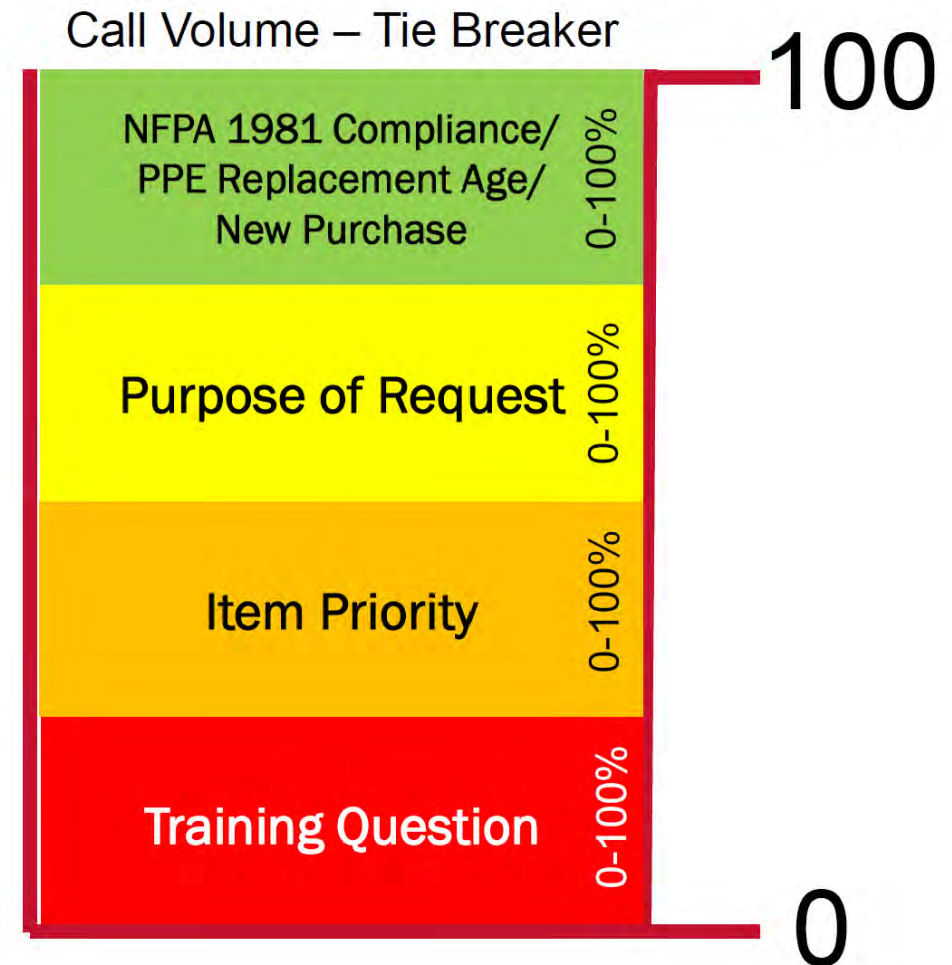 Call Volume – Tie Breaker
100
NFPA 1981 Compliance/
PPE Replacement Age/
New Purchase
0-100%
Purpose of Request
0-100%
Item Priority
0-100%
Training Question
0-100%
0